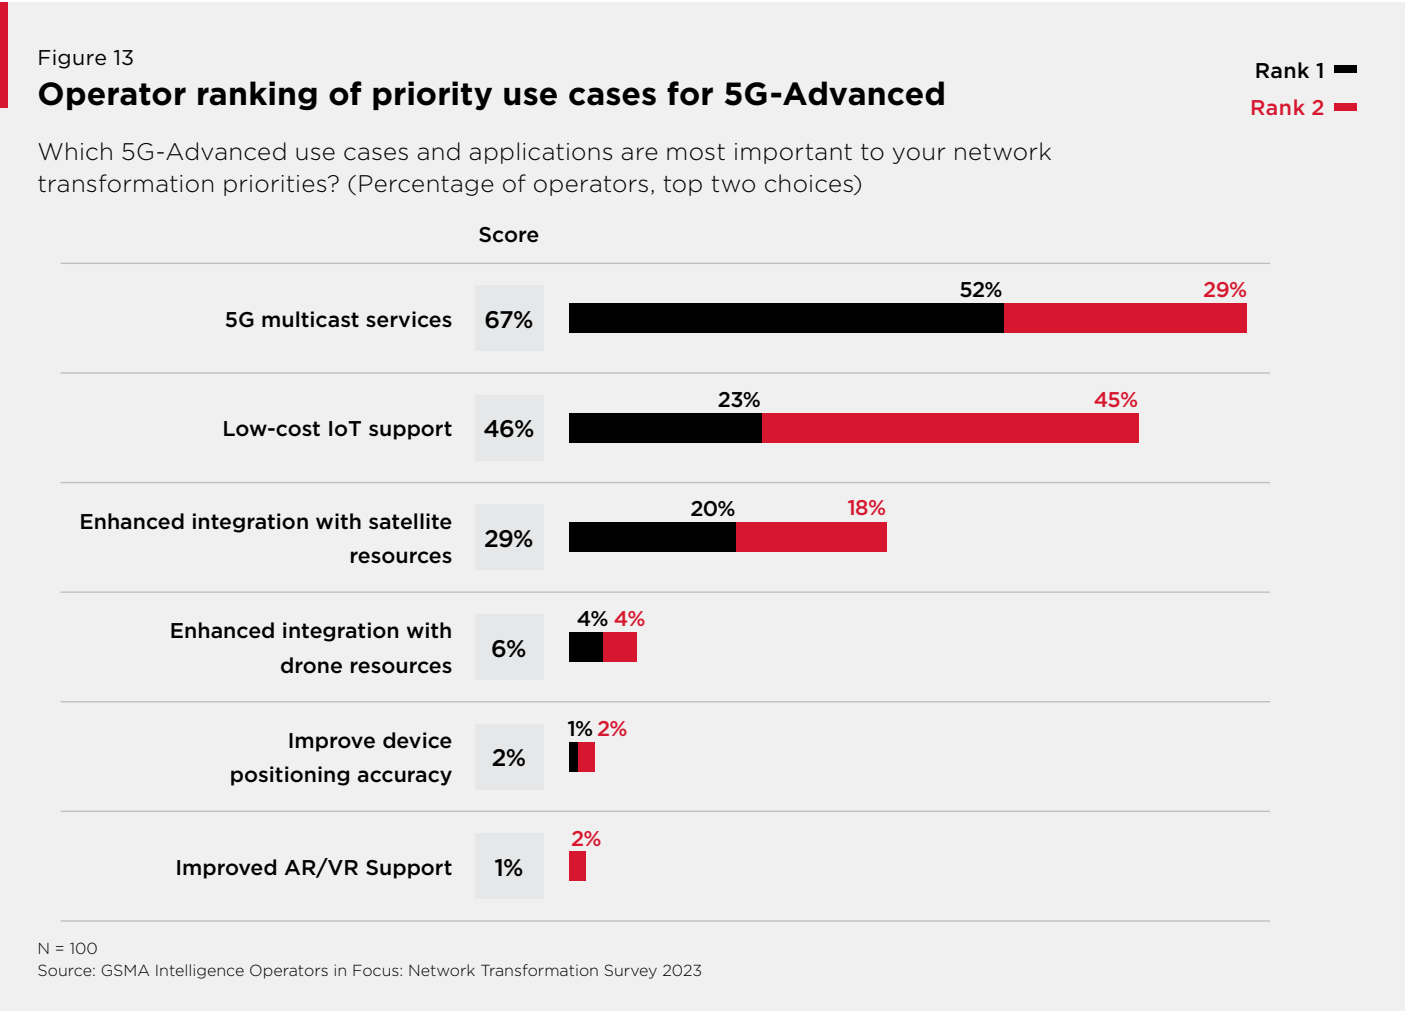 Figure 13
Operator ranking of priority use cases for 5G-Advanced
Rank 1
Rank 2
Which 5G-Advanced use cases and applications are most important to your network
transformation priorities? (Percentage of operators, top two choices)
Score
52% 29%
5G multicast services 67%
23% 45%
Low-cost IoT support 46%
20% 18%
Enhanced integration with satellite
resources
29%
4% 4%
Enhanced integration with
drone resources
6%
1% 2%
Improve device
positioning accuracy
2%
2%
Improved AR/VR Support 1%
N = 100
Source: GSMA Intelligence Operators in Focus: Network Transformation Survey 2023